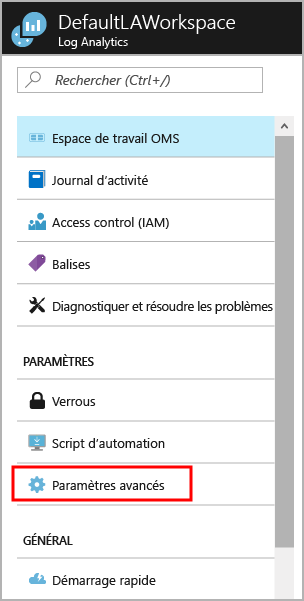 DefaultLAWorkspace
Log Analytics
Rechercher (Ctrl+/)
Espace de travail OMS
Journal d'activité
Access control (IAM)
Balises
Diagnostiquer et résoudre les problèmes
PARAMÈTRES
Verrous
Script d'automation
Paramètres avancés
GÉNÉRAL
Démarrage rapide